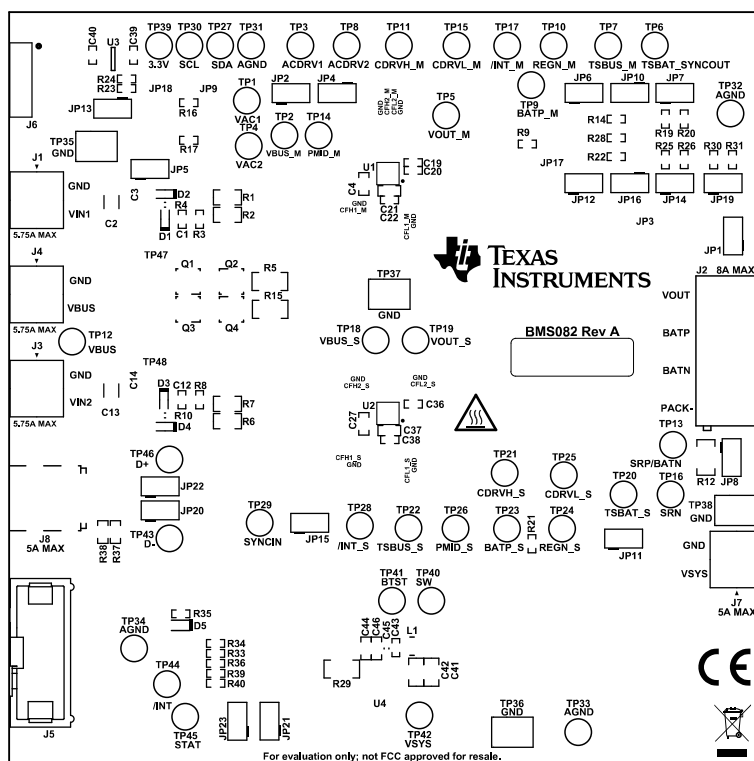 TP39 TP30 TP27 TP31 TP3 TP8 TP11 TP15 TP17 TP10 TP7 TP6
C40 U3 C39
3.3V SCL SDA AGND ACDRV1 ACDRV2 CDRVH_M CDRVL_M /INT_M REGN_M TSBUS_M TSBAT_SYNCOUT
R24
R23
JP18 JP9 TP1 JP2 JP4 GND CFH2_M CFL2_M GND TP9 BATP_M JP6 JP10 JP7 TP32 AGND
J6 JP13 R16 VAC1 TP5
TP35 GND R17 TP4 TP2 TP14 VOUT_M R9 R14 R19 R20
VAC2 VBUS_M PMID_M R28
J1 JP5 U1 C19 C20 R22 R25 R26 R30 R31
JP17
GND C3 D2 R4 R1 C4 JP12 JP16 JP14 JP19
VIN1 C2 R2 GND CFH1_M C21 C22 CFL1_M GND JP3
5.75A MAX D1 C1 R3 JP1
J4 TP47 TEXAS INSTRUMENTS
J2 8A MAX
GND Q1 Q2 R5 TP37 VOUT
VBUS R15 GND
5.75A MAX Q3 Q4 TP18 TP19 BMS082 Rev A BATP
TP12 VBUS VBUS_S VOUT_S
J3 TP48 BATN
GND C14 D3 C12 R8 GND CFH2_S GND CFL2_S
VIN2 C13 R10 R7 U2 C36 PACK-
5.75A MAX D4 R6 C27 C37 C38 TP13
TP46 D+ CFH1_S GND CFL1_S GND TP21 TP25 SRP/BATN R12 JP8
JP22 CDRVH_S CDRVL_S TP20 TP16
JP20 TP29 TP28 TP22 TP26 TP23 R21 TP24 TSBAT_S SRN TP38 GND
J8 5A MAX R38 R37 TP43 D- SYNCIN JP15 /INT_S TSBUS_S PMID_S BATP_S REGN_S JP11 GND
VSYS
TP41 BTST TP40 SW J7 5A MAX
TP34 AGND R35 D5
R34 C44 C46 C45 C43 L1
R33
R36
TP44 R39 R29 C42 C41
/INT R40
TP45 STAT JP23 JP21 U4 TP42 VSYS TP36 GND TP33 AGND
J5 CE
For evaluation only; not FCC approved for resale.